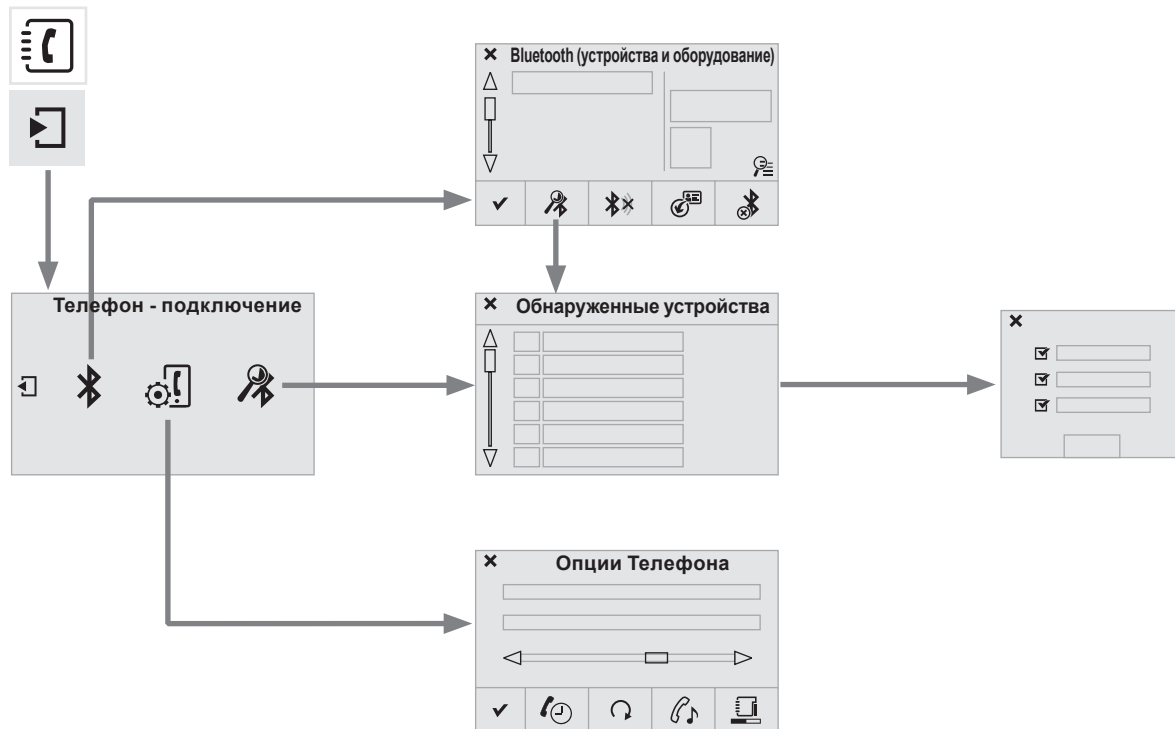 Bluetooth (устройства и оборудование)
Телефон - подключение
Обнаруженные устройства
Опции Телефона